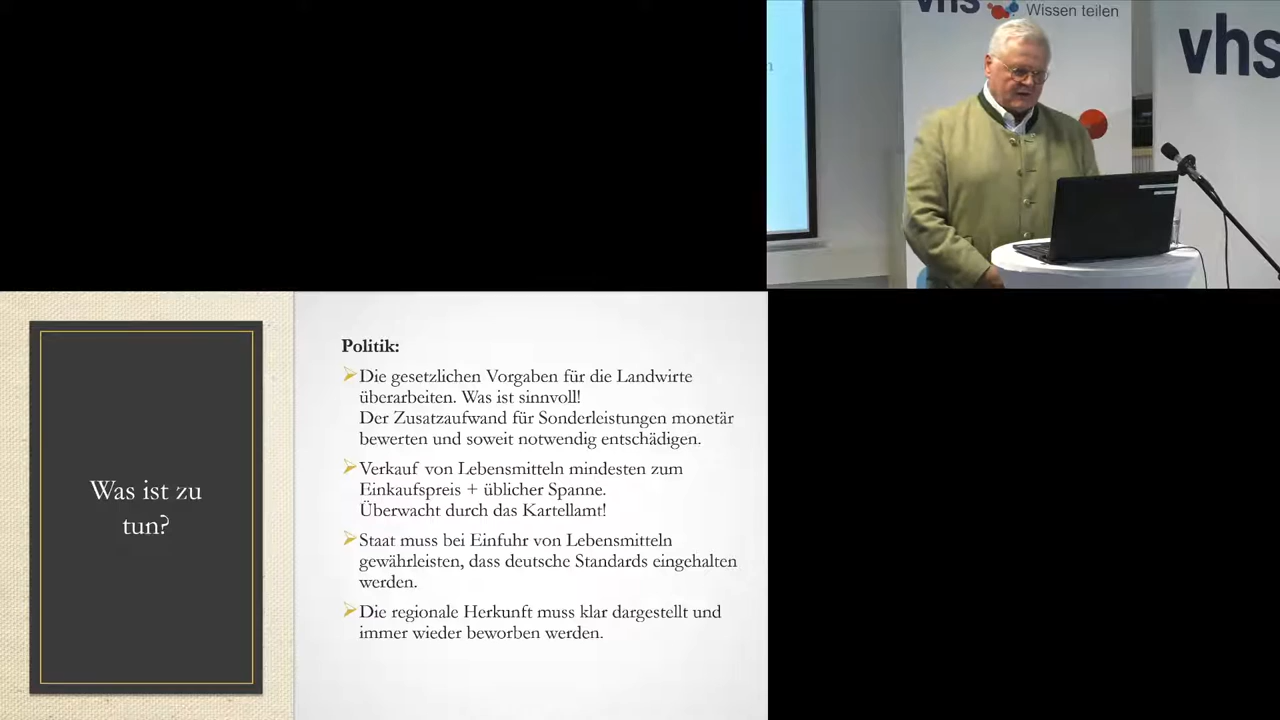 vhs
Wissen teilen
vhs
Was ist zu
tun?
Politik:
Die gesetzlichen Vorgaben für die Landwirte
überarbeiten. Was ist sinnvoll!
Der Zusatzaufwand für Sonderleistungen monetär
bewerten und soweit notwendig entschädigen.
Verkauf von Lebensmitteln mindesten zum
Einkaufspreis + üblicher Spanne.
Überwacht durch das Kartellamt!
Staat muss bei Einfuhr von Lebensmitteln
gewährleisten, dass deutsche Standards eingehalten
werden.
Die regionale Herkunft muss klar dargestellt und
immer wieder beworben werden.